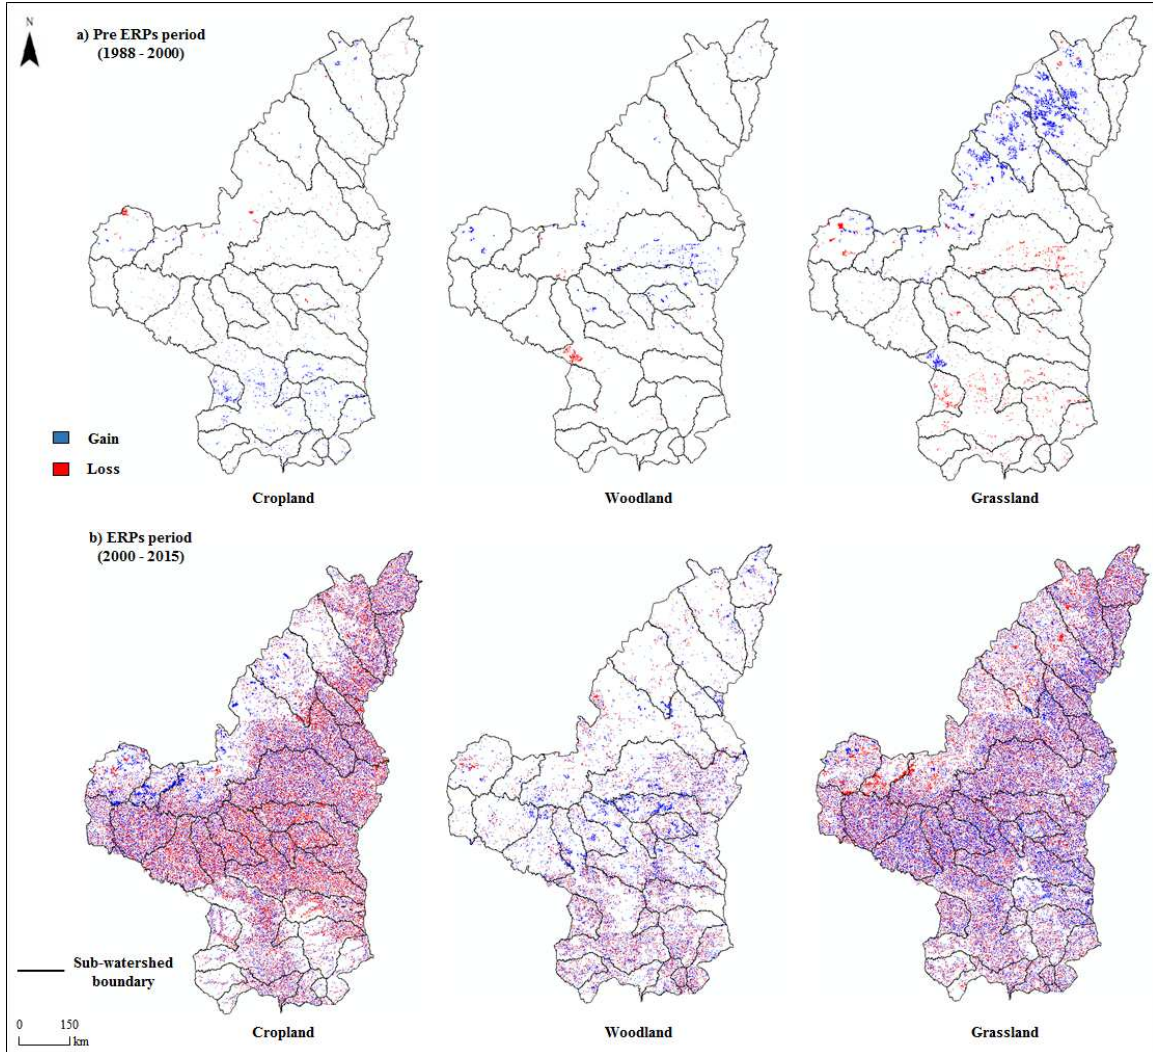 N
a) Pre ERPs period
(1988 - 2000)
Gain
Loss
Cropland
Woodland
Grassland
b) ERPs period
(2000 - 2015)
Sub-watershed
boundary
0 150
km
Cropland
Woodland
Grassland